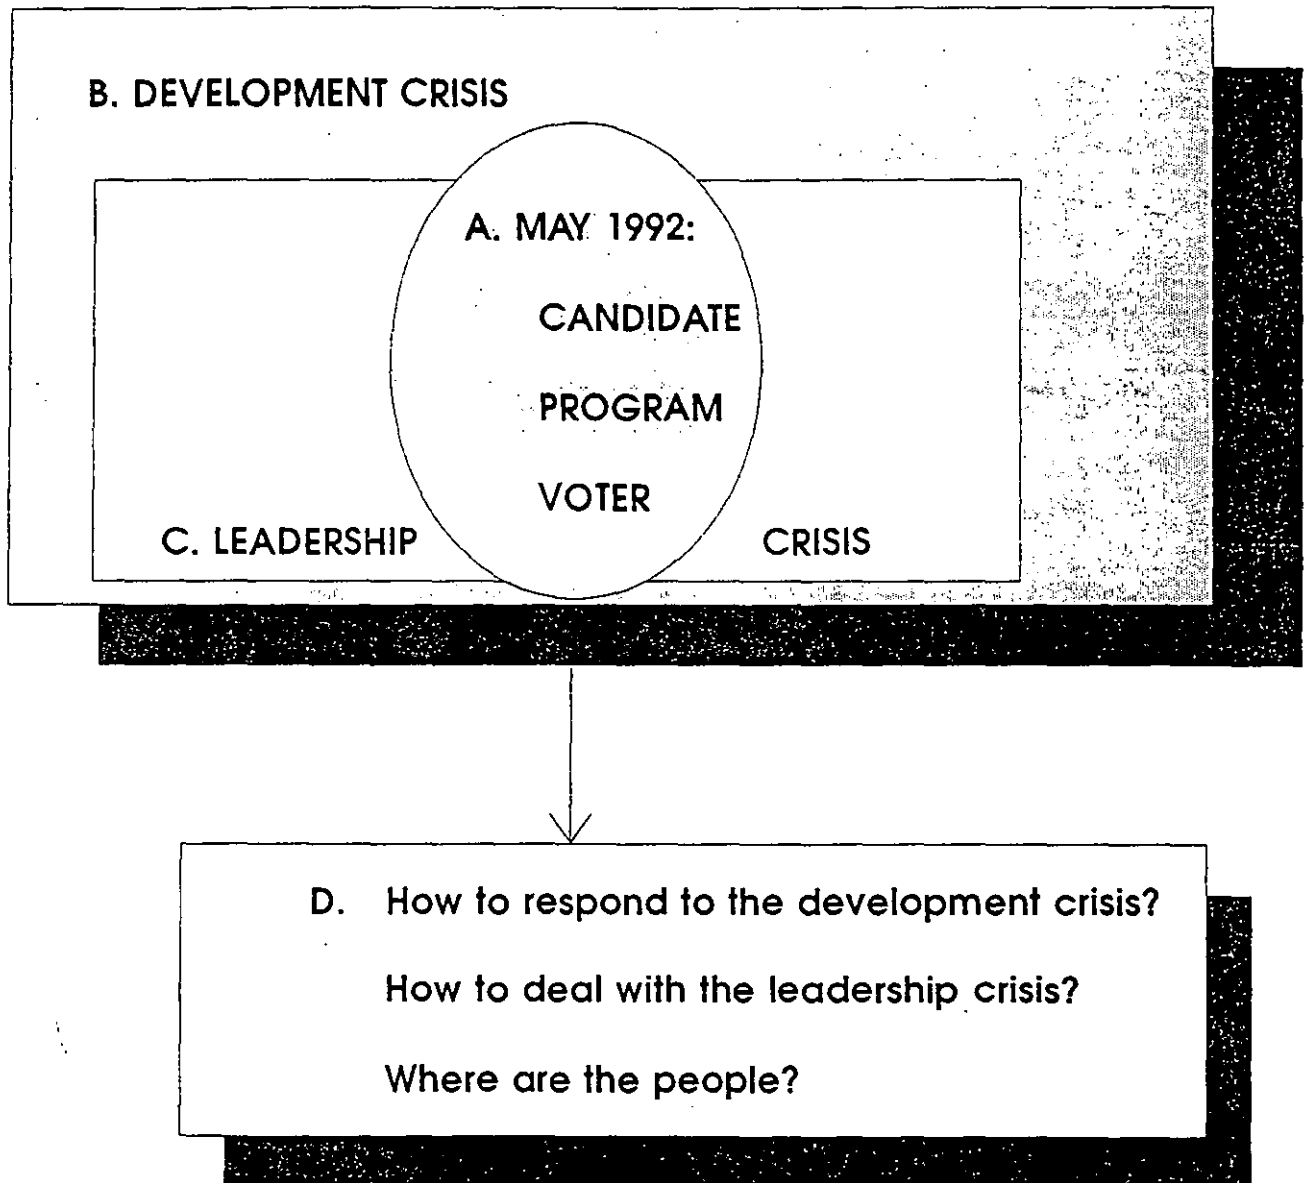 B. DEVELOPMENT CRISIS
A. MAY 1992:
CANDIDATE
PROGRAM
VOTER
C. LEADERSHIP CRISIS
D. How to respond to the development crisis?
How to deal with the leadership crisis?
Where are the people?